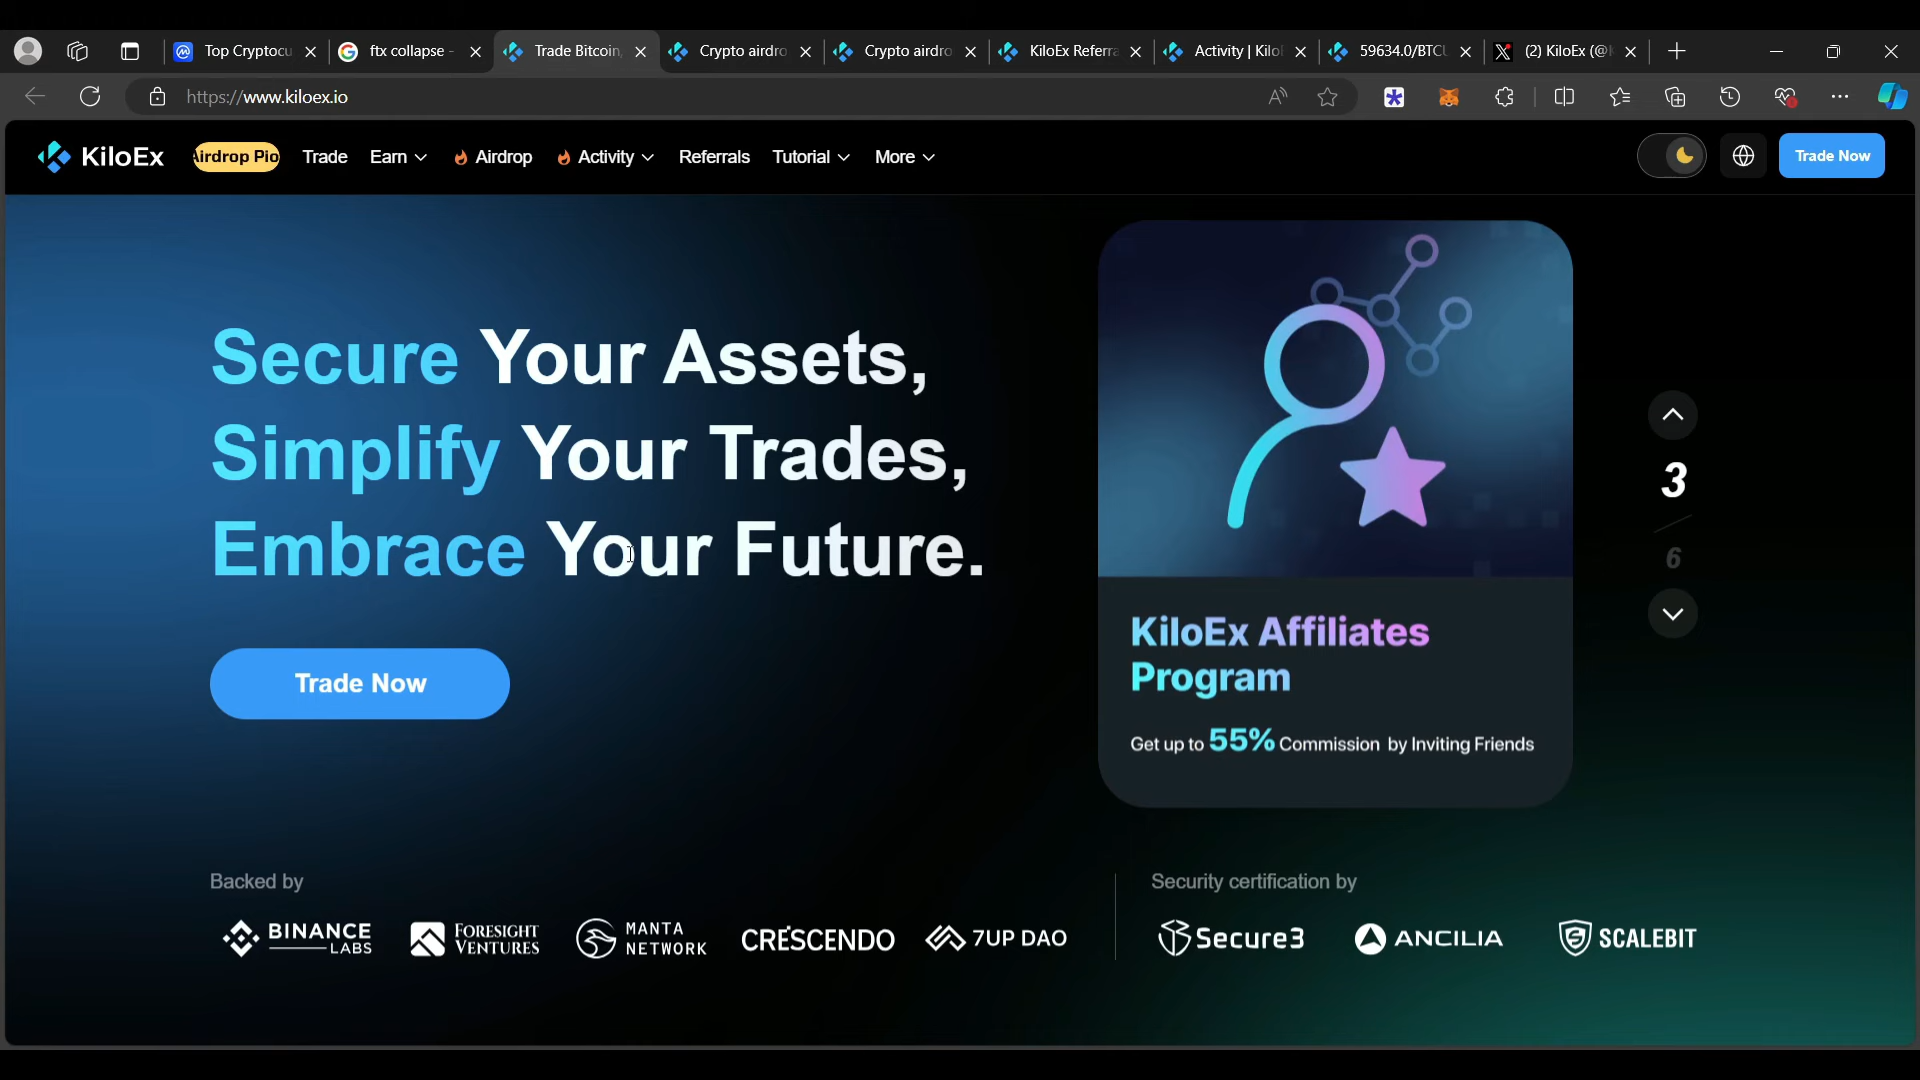 Top Cryptocu
ftx collapse -
Trade Bitcoin,
Crypto airdro
Crypto airdro
KiloEx Referra
Activity | Kilo
59634.0/BTCU
(2) KiloEx (@
https://www.kiloex.io
KiloEx
Airdrop Pio
Trade
Earn
Airdrop
Activity
Referrals
Tutorial
More
Trade Now
Secure Your Assets,
Simplify Your Trades,
Embrace Your Future.
Trade Now
3
6
KiloEx Affiliates
Program
Get up to 55% Commission by Inviting Friends
Backed by
BINANCE
LABS
FORESIGHT
VENTURES
MANTA
NETWORK
CRESCENDO
7UP DAO
Security certification by
Secure3
ANCILIA
SCALEBIT